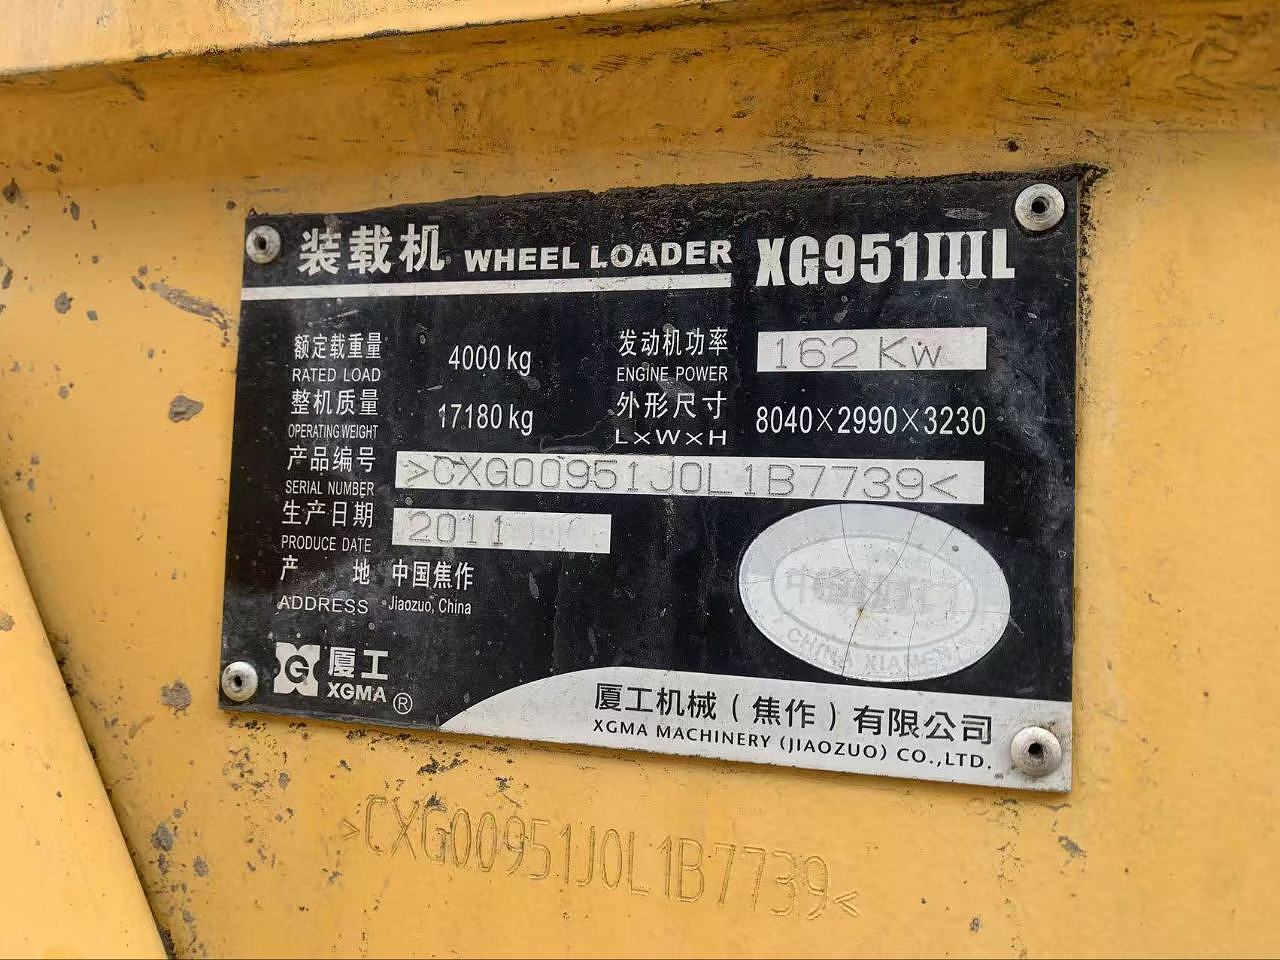 装载机 WHEEL LOADER XG951IIIL
额定载重量 4000 kg 发动机功率 162 Kw
RATED LOAD ENGINE POWER
整机质量 17180 kg 外形尺寸 8040×2990×3230
OPERATING WEIGHT L×W×H
产品编号 >CXG00951J0L1B7739<
SERIAL NUMBER
生产日期 2011
PRODUCE DATE
产 地 中国焦作
ADDRESS Jiaozuo, China
CHINA XIAMEN
XG 厦工
XGMA ®
厦工机械(焦作)有限公司
XGMA MACHINERY (JIAOZUO) CO.,LTD.
>CXG00951J0L1B7739<